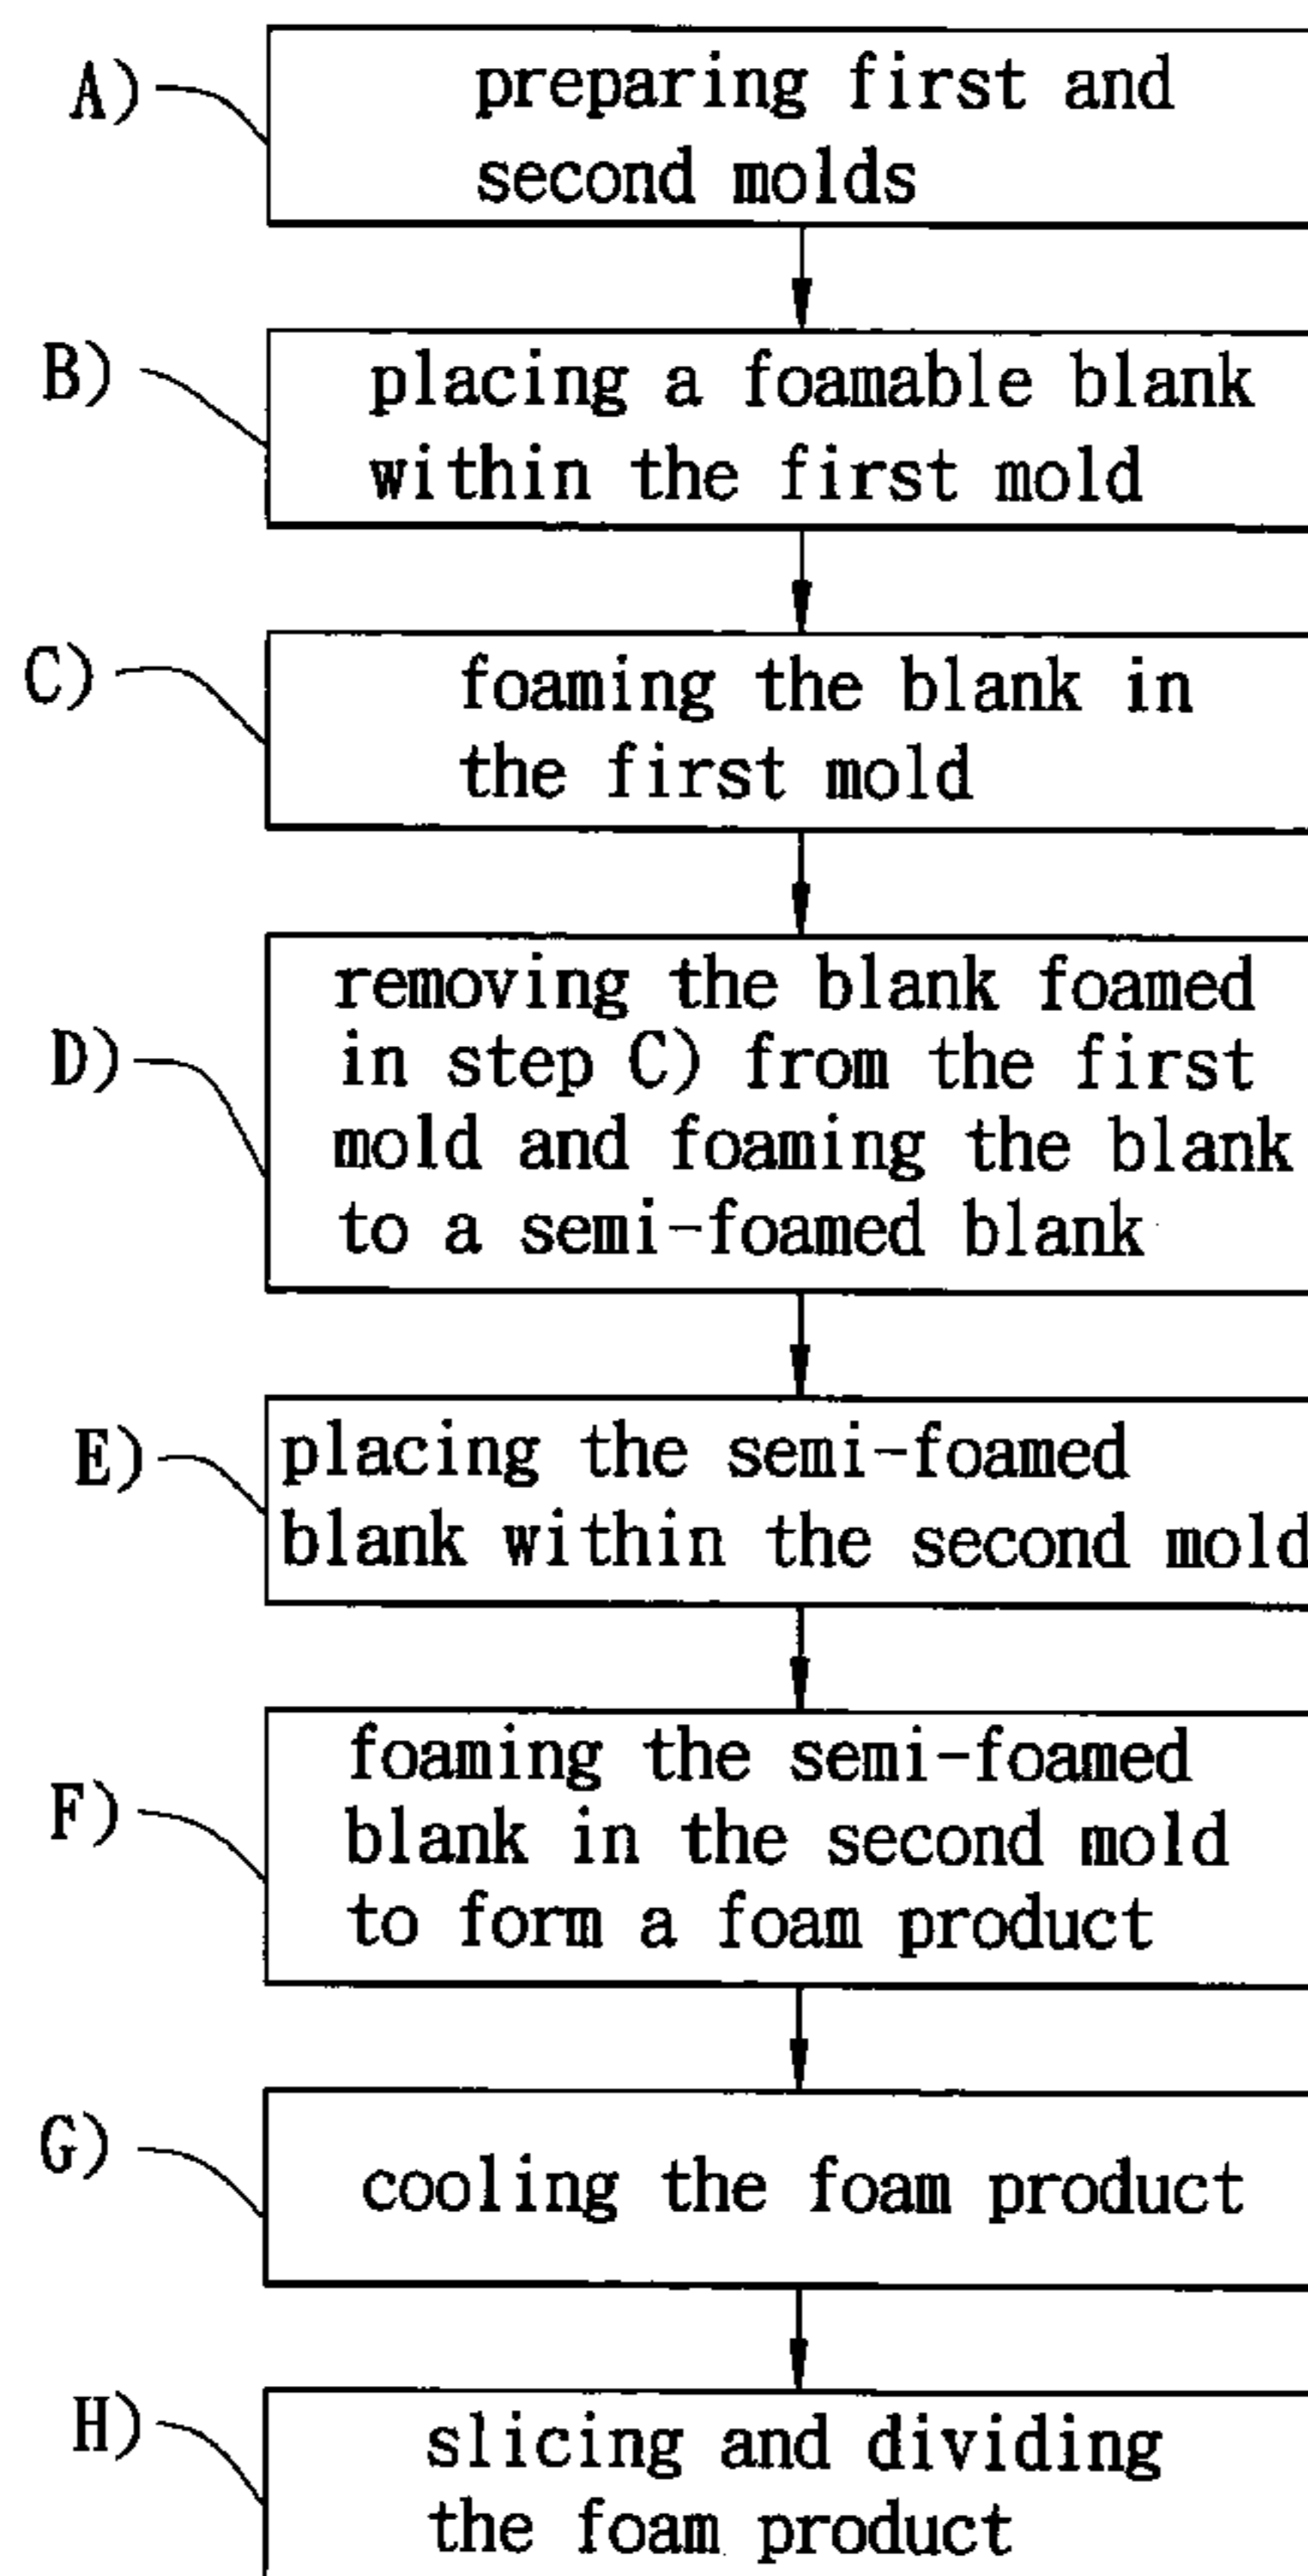 A)
preparing first and
second molds
B)
placing a foamable blank
within the first mold
C)
foaming the blank in
the first mold
D)
removing the blank foamed
in step C) from the first
mold and foaming the blank
to a semi-foamed blank
E)
placing the semi-foamed
blank within the second mold
F)
foaming the semi-foamed
blank in the second mold
to form a foam product
G)
cooling the foam product
H)
slicing and dividing
the foam product